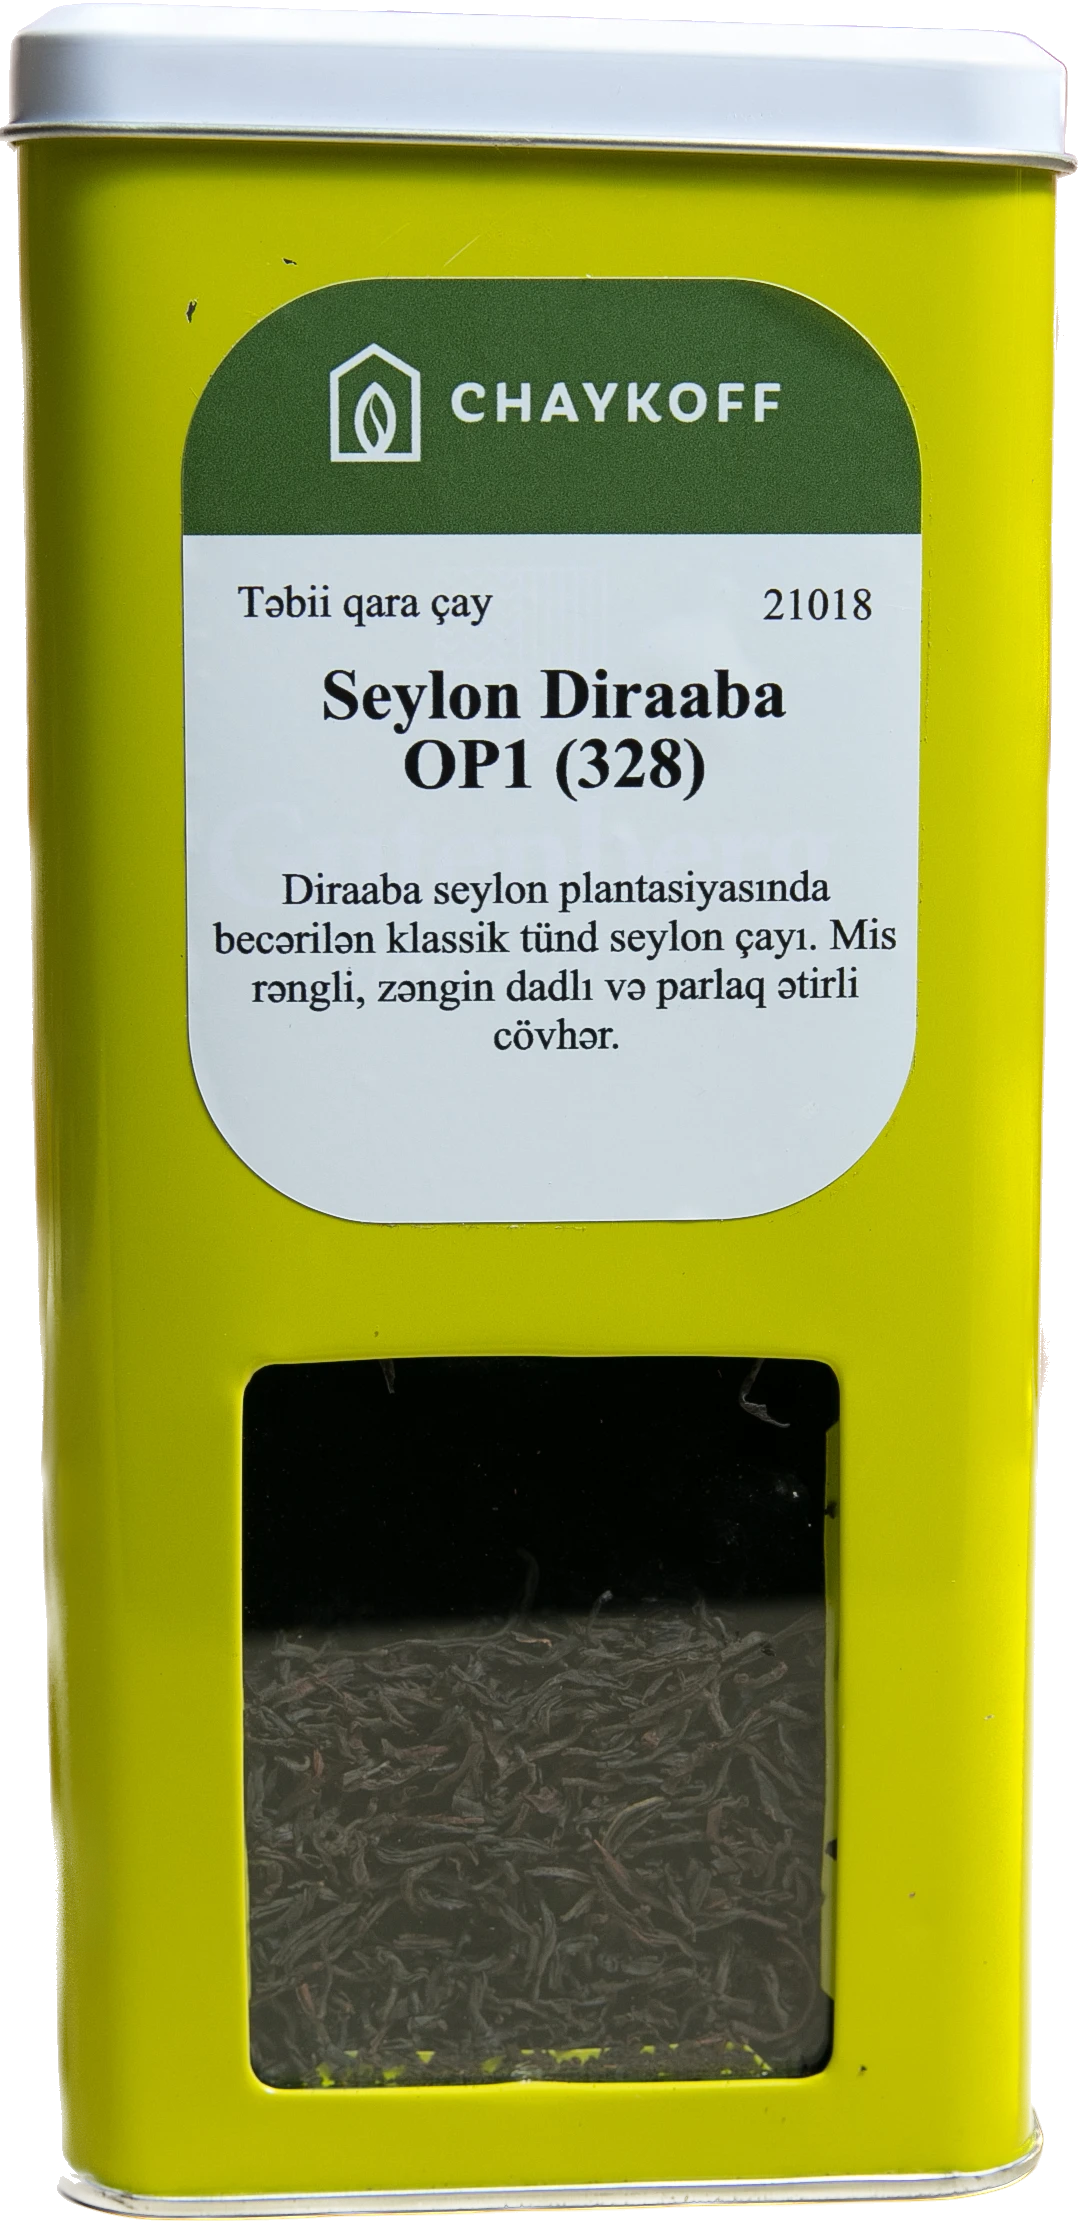 CHAYKOFF
Təbii qara çay 21018
Seylon Diraaba
OP1 (328)
Diraaba seylon plantasiyasında
becərilən klassik tünd seylon çayı. Mis
rəngli, zəngin dadlı və parlaq ətirli
cövhər.